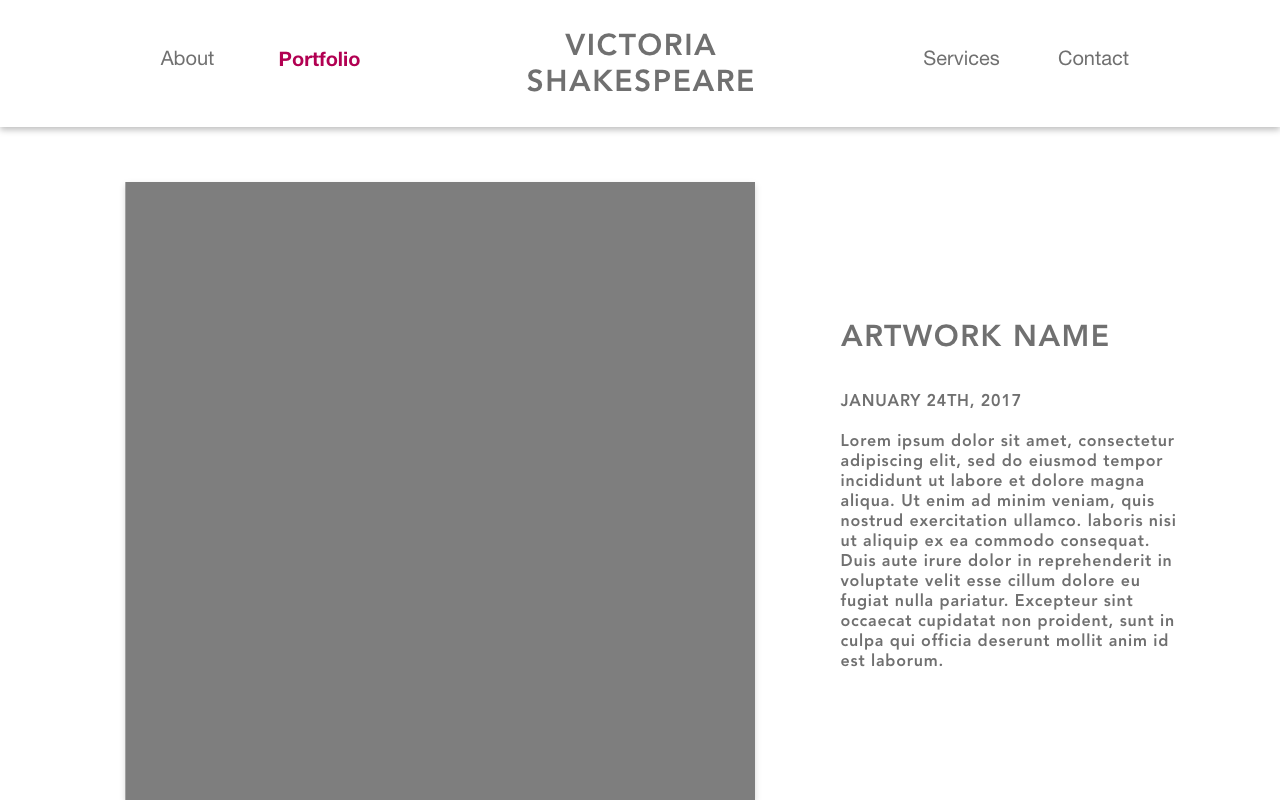 About
Portfolio
VICTORIA
SHAKESPEARE
Services
Contact
ARTWORK NAME
JANUARY 24TH, 2017
Lorem ipsum dolor sit amet, consectetur
adipiscing elit, sed do eiusmod tempor
incididunt ut labore et dolore magna
aliqua. Ut enim ad minim veniam, quis
nostrud exercitation ullamco. laboris nisi
ut aliquip ex ea commodo consequat.
Duis aute irure dolor in reprehenderit in
voluptate velit esse cillum dolore eu
fugiat nulla pariatur. Excepteur sint
occaecat cupidatat non proident, sunt in
culpa qui officia deserunt mollit anim id
est laborum.